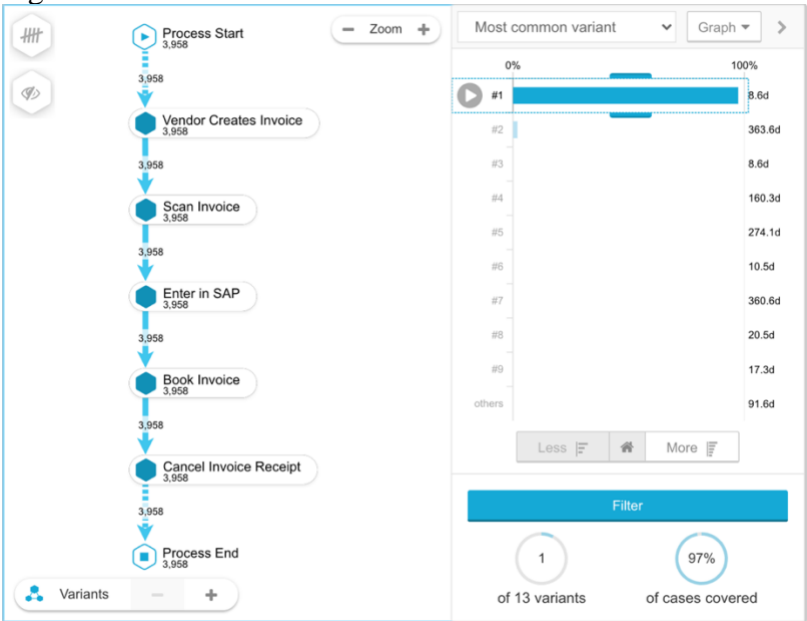 Process Start
3,958
3,958
Vendor Creates Invoice
3,958
3,958
Scan Invoice
3,958
3,958
Enter in SAP
3,958
3,958
Book Invoice
3,958
3,958
Cancel Invoice Receipt
3,958
3,958
Process End
3,958
− Zoom +
Variants − +
Most common variant
Graph
0% 100%
#1 8.6d
#2 363.6d
#3 8.6d
#4 160.3d
#5 274.1d
#6 10.5d
#7 360.6d
#8 20.5d
#9 17.3d
others 91.6d
Less More
Filter
1 97%
of 13 variants of cases covered